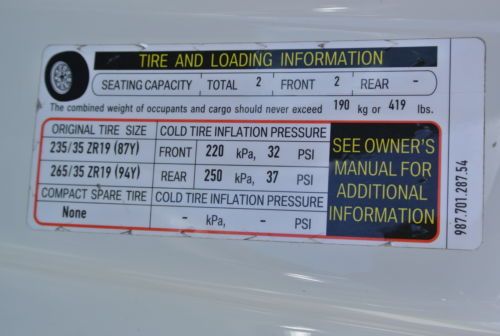 TIRE AND LOADING INFORMATION
SEATING CAPACITY TOTAL 2 FRONT 2 REAR -
The combined weight of occupants and cargo should never exceed 190 kg or 419 lbs.
ORIGINAL TIRE SIZE COLD TIRE INFLATION PRESSURE
235/35 ZR19 (87Y) FRONT 220 kPa, 32 PSI
265/35 ZR19 (94Y) REAR 250 kPa, 37 PSI
COMPACT SPARE TIRE COLD TIRE INFLATION PRESSURE
None - kPa, - PSI
SEE OWNER'S
MANUAL FOR
ADDITIONAL
INFORMATION
987.701.287.54